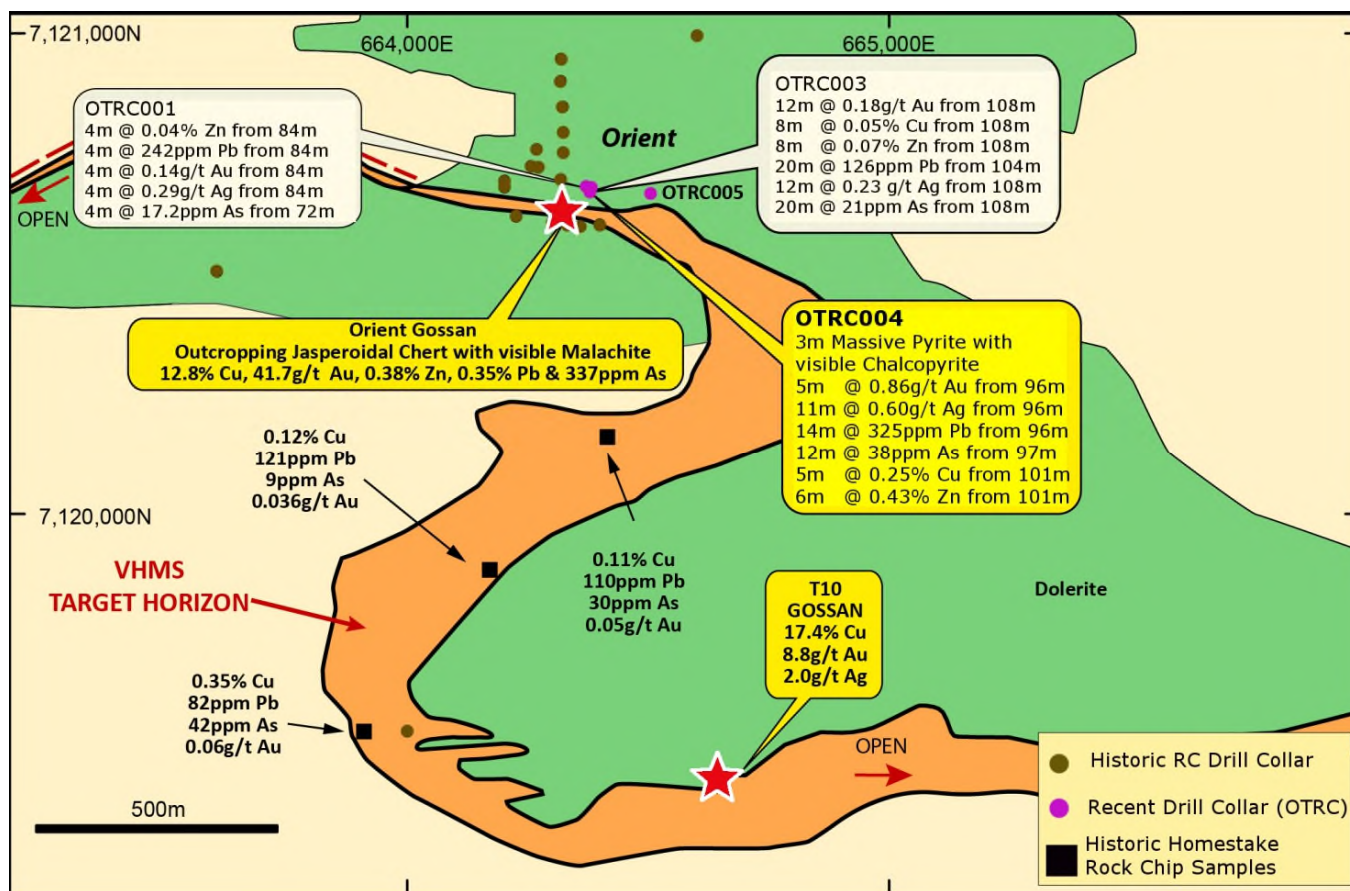 7,121,000N
664,000E
665,000E
OTRC001
4m @ 0.04% Zn from 84m
4m @ 242ppm Pb from 84m
4m @ 0.14g/t Au from 84m
4m @ 0.29g/t Ag from 84m
4m @ 17.2ppm As from 72m
OPEN
Orient
OTRC003
12m @ 0.18g/t Au from 108m
8m @ 0.05% Cu from 108m
8m @ 0.07% Zn from 108m
20m @ 126ppm Pb from 104m
12m @ 0.23 g/t Ag from 108m
20m @ 21ppm As from 108m
OTRC005
Orient Gossan
Outcropping Jasperoidal Chert with visible Malachite
12.8% Cu, 41.7g/t Au, 0.38% Zn, 0.35% Pb & 337ppm As
OTRC004
3m Massive Pyrite with
visible Chalcopyrite
5m @ 0.86g/t Au from 96m
11m @ 0.60g/t Ag from 96m
14m @ 325ppm Pb from 96m
12m @ 38ppm As from 97m
5m @ 0.25% Cu from 101m
6m @ 0.43% Zn from 101m
0.12% Cu
121ppm Pb
9ppm As
0.036g/t Au
7,120,000N
0.11% Cu
110ppm Pb
30ppm As
0.05g/t Au
VHMS
TARGET HORIZON
T10
GOSSAN
17.4% Cu
8.8g/t Au
2.0g/t Ag
Dolerite
0.35% Cu
82ppm Pb
42ppm As
0.06g/t Au
OPEN
500m
Historic RC Drill Collar
Recent Drill Collar (OTRC)
Historic Homestake
Rock Chip Samples